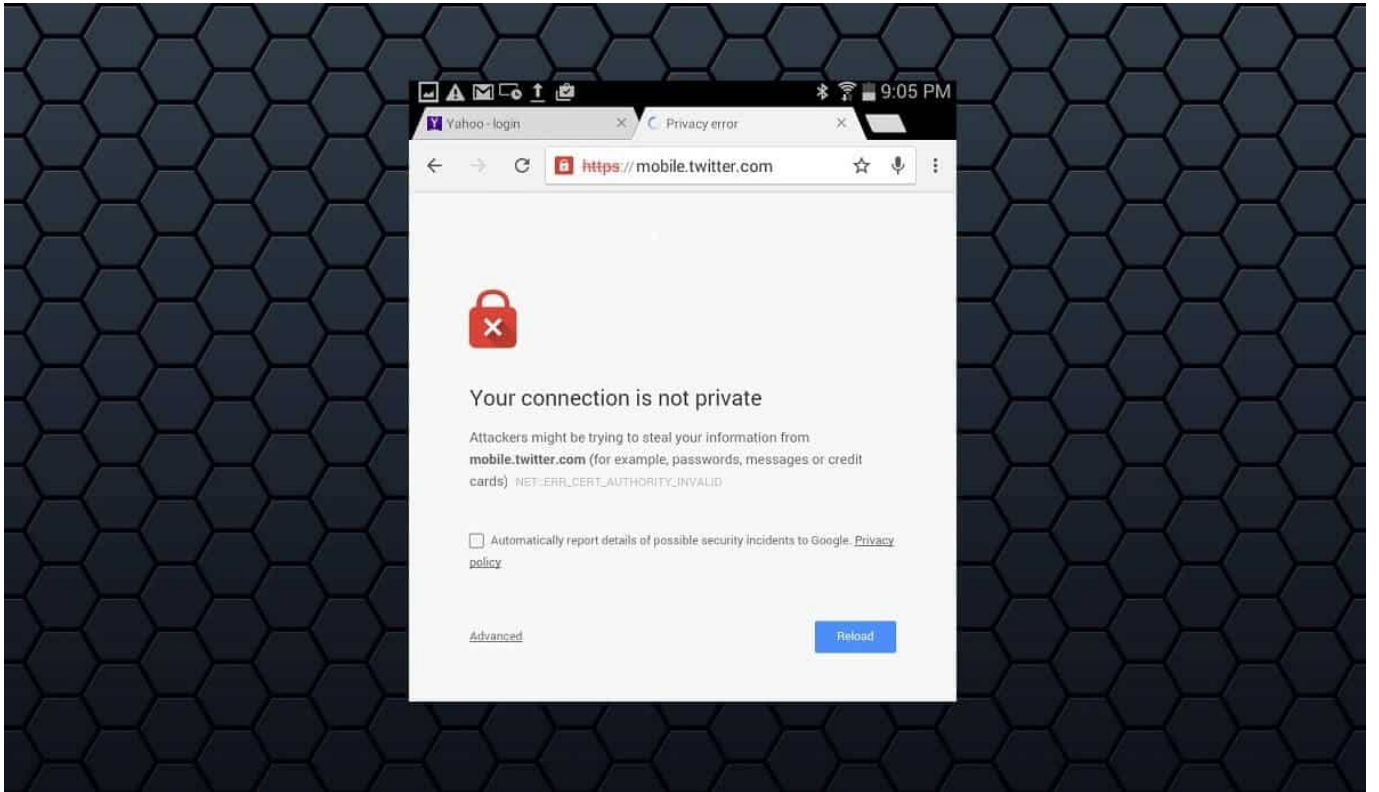 9:05 PM
Yahoo - login
Privacy error
https://mobile.twitter.com
Your connection is not private
Attackers might be trying to steal your information from
mobile.twitter.com (for example, passwords, messages or credit
cards) NET::ERR_CERT_AUTHORITY_INVALID
Automatically report details of possible security incidents to Google. Privacy
policy
Advanced
Reload